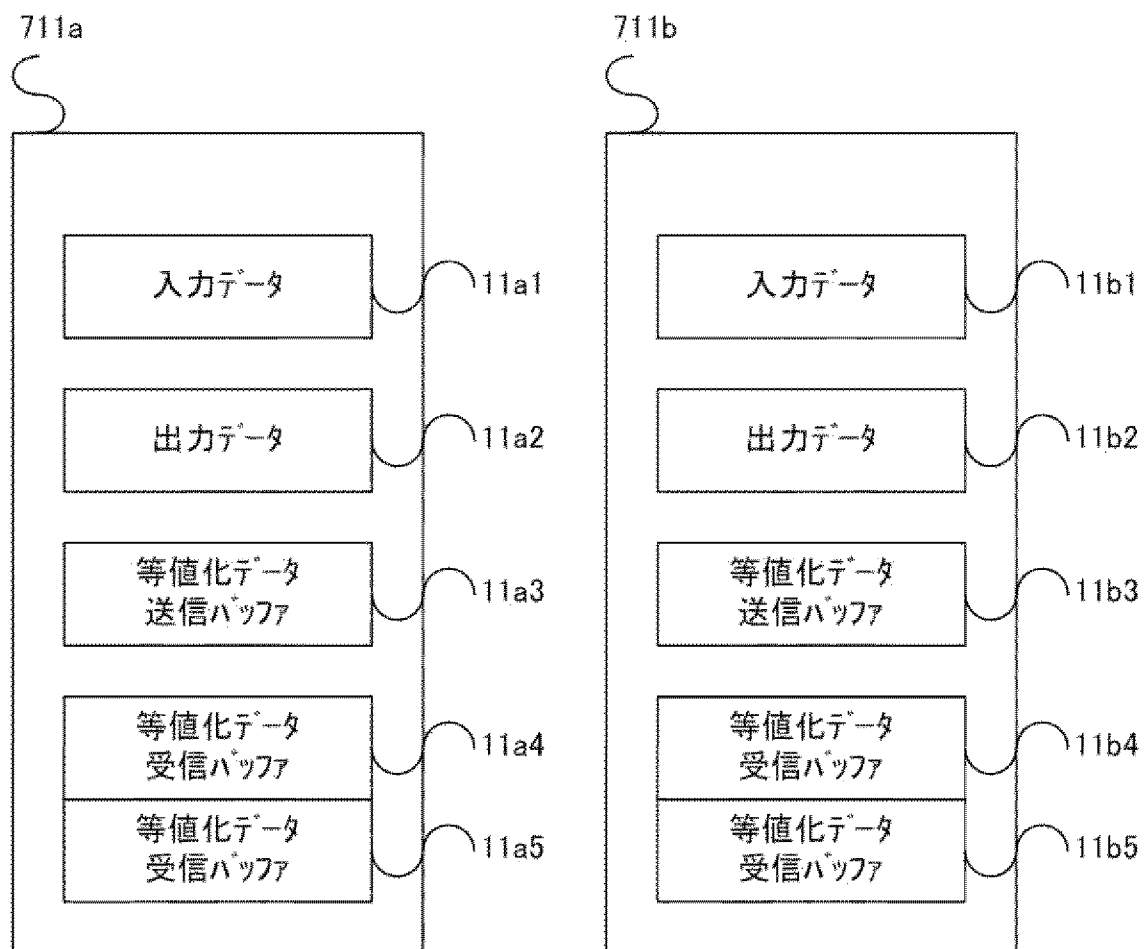 711a
入力ﾃﾞｰﾀ
11a1
出力ﾃﾞｰﾀ
11a2
等値化ﾃﾞｰﾀ
送信ﾊﾞｯﾌｧ
11a3
等値化ﾃﾞｰﾀ
受信ﾊﾞｯﾌｧ
11a4
等値化ﾃﾞｰﾀ
受信ﾊﾞｯﾌｧ
11a5
711b
入力ﾃﾞｰﾀ
11b1
出力ﾃﾞｰﾀ
11b2
等値化ﾃﾞｰﾀ
送信ﾊﾞｯﾌｧ
11b3
等値化ﾃﾞｰﾀ
受信ﾊﾞｯﾌｧ
11b4
等値化ﾃﾞｰﾀ
受信ﾊﾞｯﾌｧ
11b5